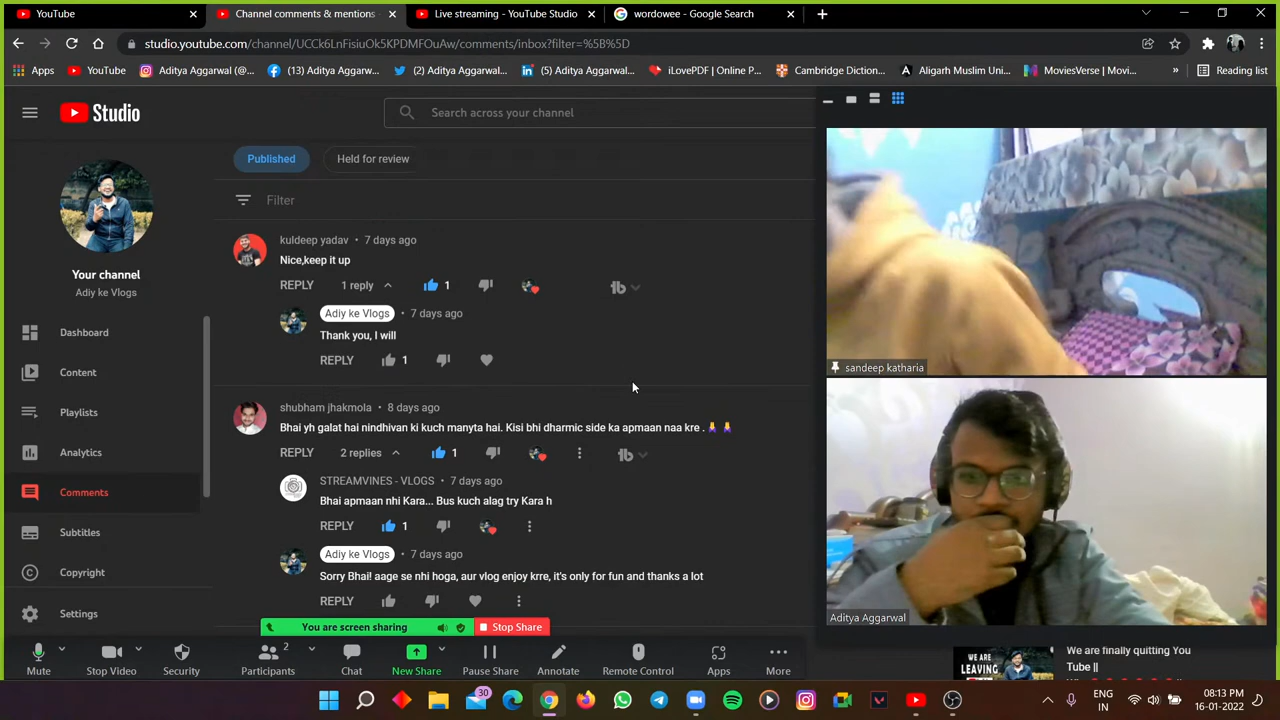 YouTube
Channel comments & mentions
Live streaming - YouTube Studio
wordowee - Google Search
studio.youtube.com/channel/UCCk6LnFisiuOk5KPDMFOuAw/comments/inbox?filter=%5B%5D
Apps
YouTube
Aditya Aggarwal (@...
(13) Aditya Aggarw...
(2) Aditya Aggarwal...
(5) Aditya Aggarwal...
iLovePDF | Online P...
Cambridge Diction...
Aligarh Muslim Uni...
MoviesVerse | Movi...
»
Reading list
Studio
Search across your channel
Published
Held for review
Filter
Your channel
Adiy ke Vlogs
Dashboard
Content
Playlists
Analytics
Comments
Subtitles
Copyright
Settings
kuldeep yadav • 7 days ago
Nice,keep it up
REPLY 1 reply 1
Adiy ke Vlogs • 7 days ago
Thank you, I will
REPLY 1
shubham jhakmola • 8 days ago
Bhai yh galat hai nindhivan ki kuch manyta hai. Kisi bhi dharmic side ka apmaan naa kre . 🧘‍♀️🧘‍♀️
REPLY 2 replies 1
STREAMVINES - VLOGS • 7 days ago
Bhai apmaan nhi Kara... Bus kuch alag try Kara h
REPLY 1
Adiy ke Vlogs • 7 days ago
Sorry Bhai! aage se nhi hoga, aur vlog enjoy krre, it's only for fun and thanks a lot
REPLY
sandeep katharia
Aditya Aggarwal
You are screen sharing
Stop Share
Mute
Stop Video
Security
Participants 2
Chat
New Share
Pause Share
Annotate
Remote Control
Apps
More
WE ARE
LEAVING
We are finally quitting You
Tube ||
30
ENG
IN
08:13 PM
16-01-2022